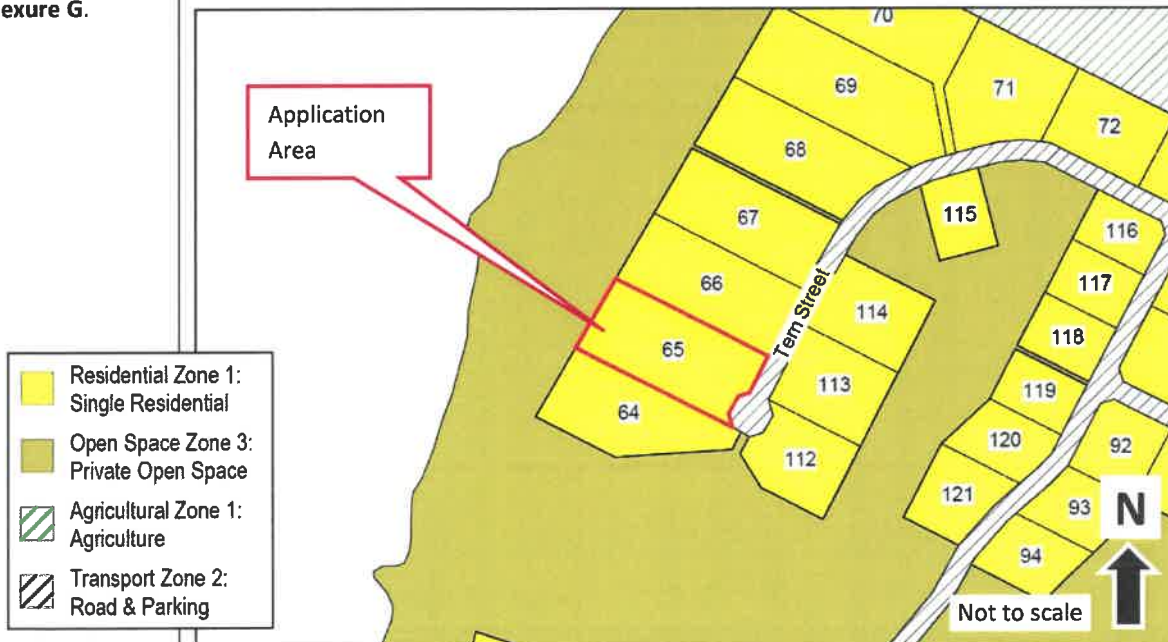 exure G.
Application
Area
70
69
71
72
68
67
115
116
66
Tern Street
117
114
118
65
113
119
64
120
92
112
121
93
N
94
Not to scale
Residential Zone 1:
Single Residential
Open Space Zone 3:
Private Open Space
Agricultural Zone 1:
Agriculture
Transport Zone 2:
Road & Parking